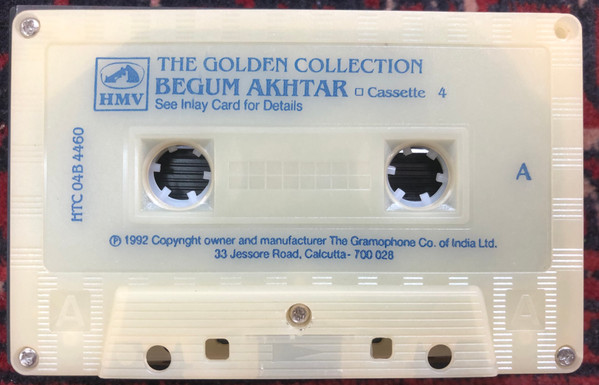 THE GOLDEN COLLECTION
HMV
BEGUM AKHTAR Cassette 4
See Inlay Card for Details
HTC 04B 4460
A
℗ 1992 Copyright owner and manufacturer The Gramophone Co. of India Ltd.
33 Jessore Road, Calcutta - 700 028
A
A